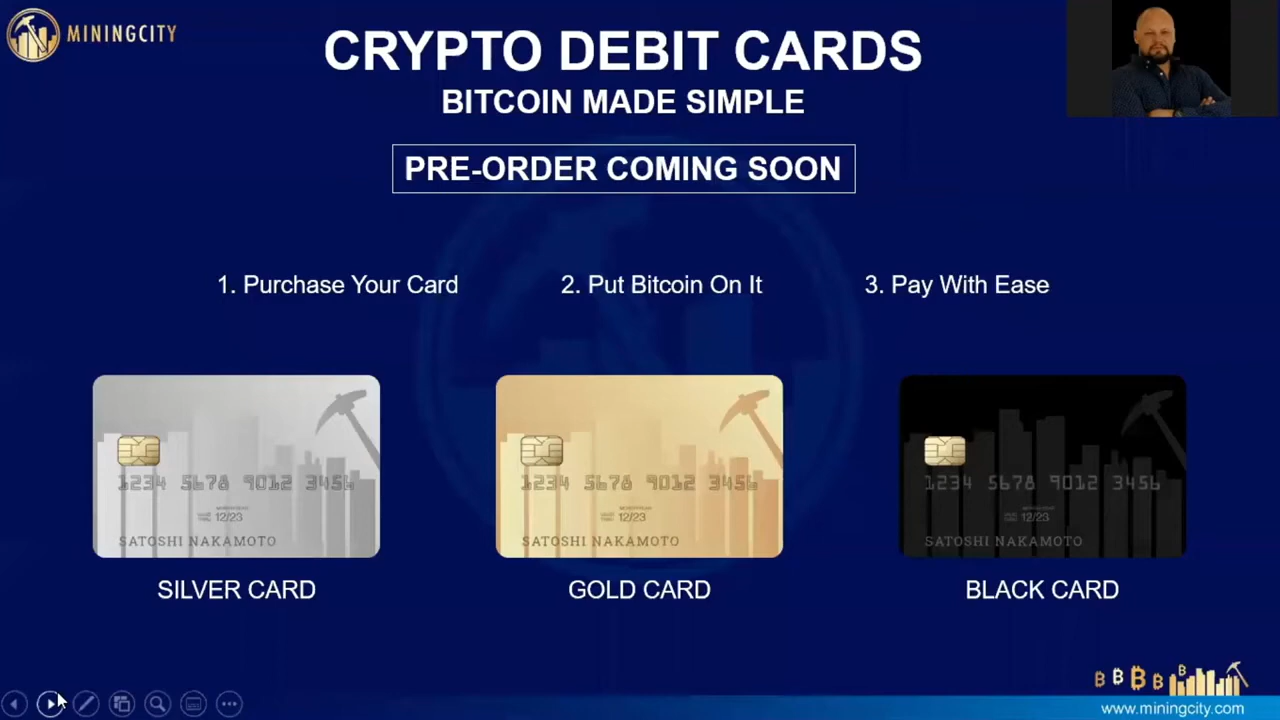 MININGCITY
CRYPTO DEBIT CARDS
BITCOIN MADE SIMPLE
PRE-ORDER COMING SOON
1. Purchase Your Card 2. Put Bitcoin On It 3. Pay With Ease
1234 5678 9012 3456 1234 5678 9012 3456 1234 5678 9012 3456
12/23 12/23 12/23
SATOSHI NAKAMOTO SATOSHI NAKAMOTO SATOSHI NAKAMOTO
SILVER CARD GOLD CARD BLACK CARD
www.miningcity.com